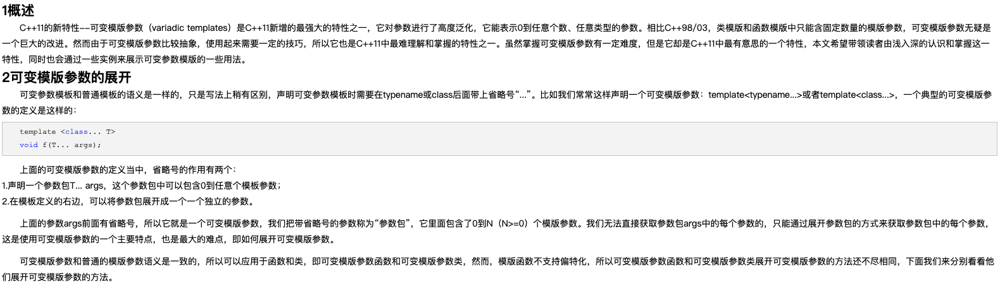 1概述
C++11的新特性--可变模版参数（variadic templates）是C++11新增的最强大的特性之一，它对参数进行了高度泛化，它能表示0到任意个数、任意类型的参数。相比C++98/03，类模版和函数模版中只能含固定数量的模版参数，可变模版参数无疑是
一个巨大的改进。然而由于可变模版参数比较抽象，使用起来需要一定的技巧，所以它也是C++11中最难理解和掌握的特性之一。虽然掌握可变模版参数有一定难度，但是它却是C++11中最有意思的一个特性，本文希望带领读者由浅入深的认识和掌握这一
特性，同时也会通过一些实例来展示可变参数模版的一些用法。
2可变模版参数的展开
可变参数模板和普通模板的语义是一样的，只是写法上稍有区别，声明可变参数模板时需要在typename或class后面带上省略号“...”。比如我们常常这样声明一个可变模版参数：template<typename...>或者template<class...>，一个典型的可变模版参
数的定义是这样的：
template <class... T>
void f(T... args);
上面的可变模版参数的定义当中，省略号的作用有两个：
1.声明一个参数包T... args，这个参数包中可以包含0到任意个模板参数；
2.在模板定义的右边，可以将参数包展开成一个一个独立的参数。
上面的参数args前面有省略号，所以它就是一个可变模版参数，我们把带省略号的参数称为“参数包”，它里面包含了0到N（N>=0）个模版参数。我们无法直接获取参数包args中的每个参数的，只能通过展开参数包的方式来获取参数包中的每个参数，
这是使用可变模版参数的一个主要特点，也是最大的难点，即如何展开可变模版参数。
可变模版参数和普通的模版参数语义是一致的，所以可以应用于函数和类，即可变模版参数函数和可变模版参数类，然而，模版函数不支持偏特化，所以可变模版参数函数和可变模版参数类展开可变模版参数的方法还不尽相同，下面我们来分别看看他
们展开可变模版参数的方法。